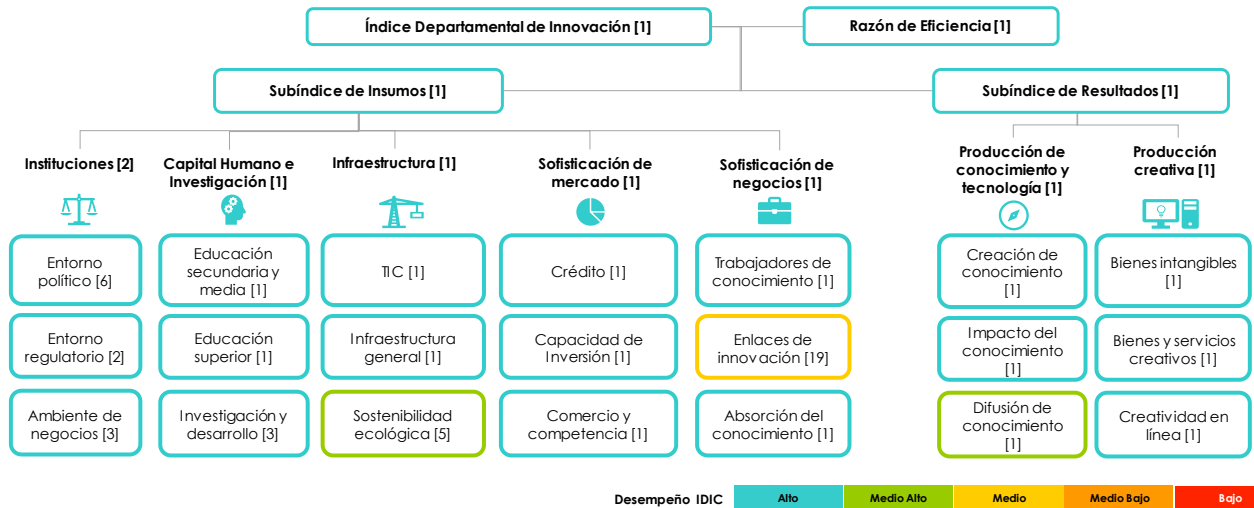 Índice Departamental de Innovación [1]
Razón de Eficiencia [1]
Subíndice de Insumos [1]
Subíndice de Resultados [1]
Instituciones [2]
Capital Humano e
Investigación [1]
Infraestructura [1]
Sofisticación de
mercado [1]
Sofisticación de
negocios [1]
Producción de
conocimiento y
tecnología [1]
Producción
creativa [1]
Entorno
político [6]
Educación
secundaria y
media [1]
TIC [1]
Crédito [1]
Trabajadores de
conocimiento [1]
Creación de
conocimiento
[1]
Bienes intangibles
[1]
Entorno
regulatorio [2]
Educación
superior [1]
Infraestructura
general [1]
Capacidad de
Inversión [1]
Enlaces de
innovación [19]
Impacto del
conocimiento
[1]
Bienes y servicios
creativos [1]
Ambiente de
negocios [3]
Investigación y
desarrollo [3]
Sostenibilidad
ecológica [5]
Comercio y
competencia [1]
Absorción del
conocimiento [1]
Difusión de
conocimiento
[1]
Creatividad en
línea [1]
Desempeño IDIC
Alto
Medio Alto
Medio
Medio Bajo
Bajo